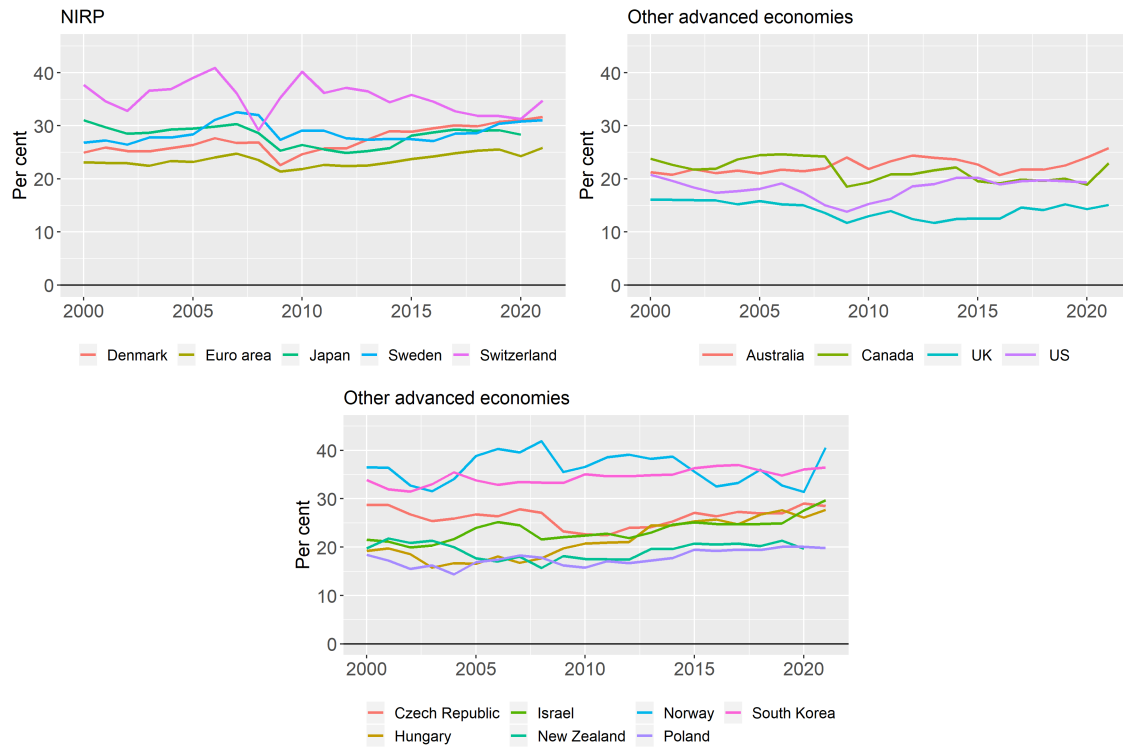 NIRP
Per cent
40
30
20
10
0
2000 2005 2010 2015 2020
Denmark Euro area Japan Sweden Switzerland
Other advanced economies
Per cent
40
30
20
10
0
2000 2005 2010 2015 2020
Australia Canada UK US
Other advanced economies
Per cent
40
30
20
10
0
2000 2005 2010 2015 2020
Czech Republic Israel Norway South Korea
Hungary New Zealand Poland